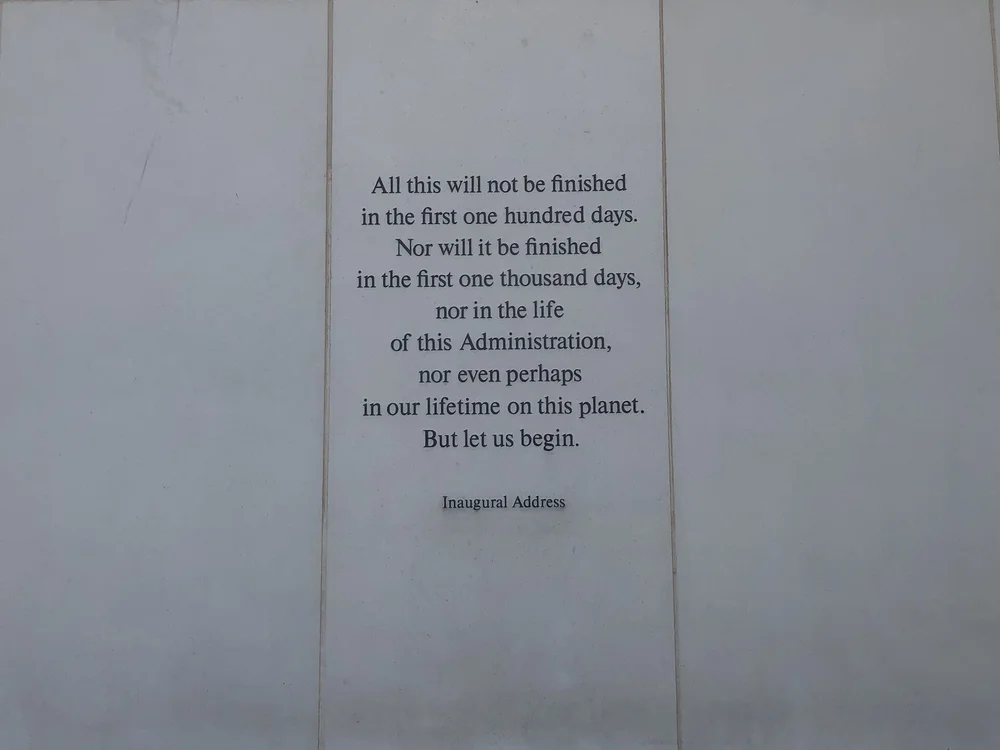 All this will not be finished
in the first one hundred days.
Nor will it be finished
in the first one thousand days,
nor in the life
of this Administration,
nor even perhaps
in our lifetime on this planet.
But let us begin.
Inaugural Address